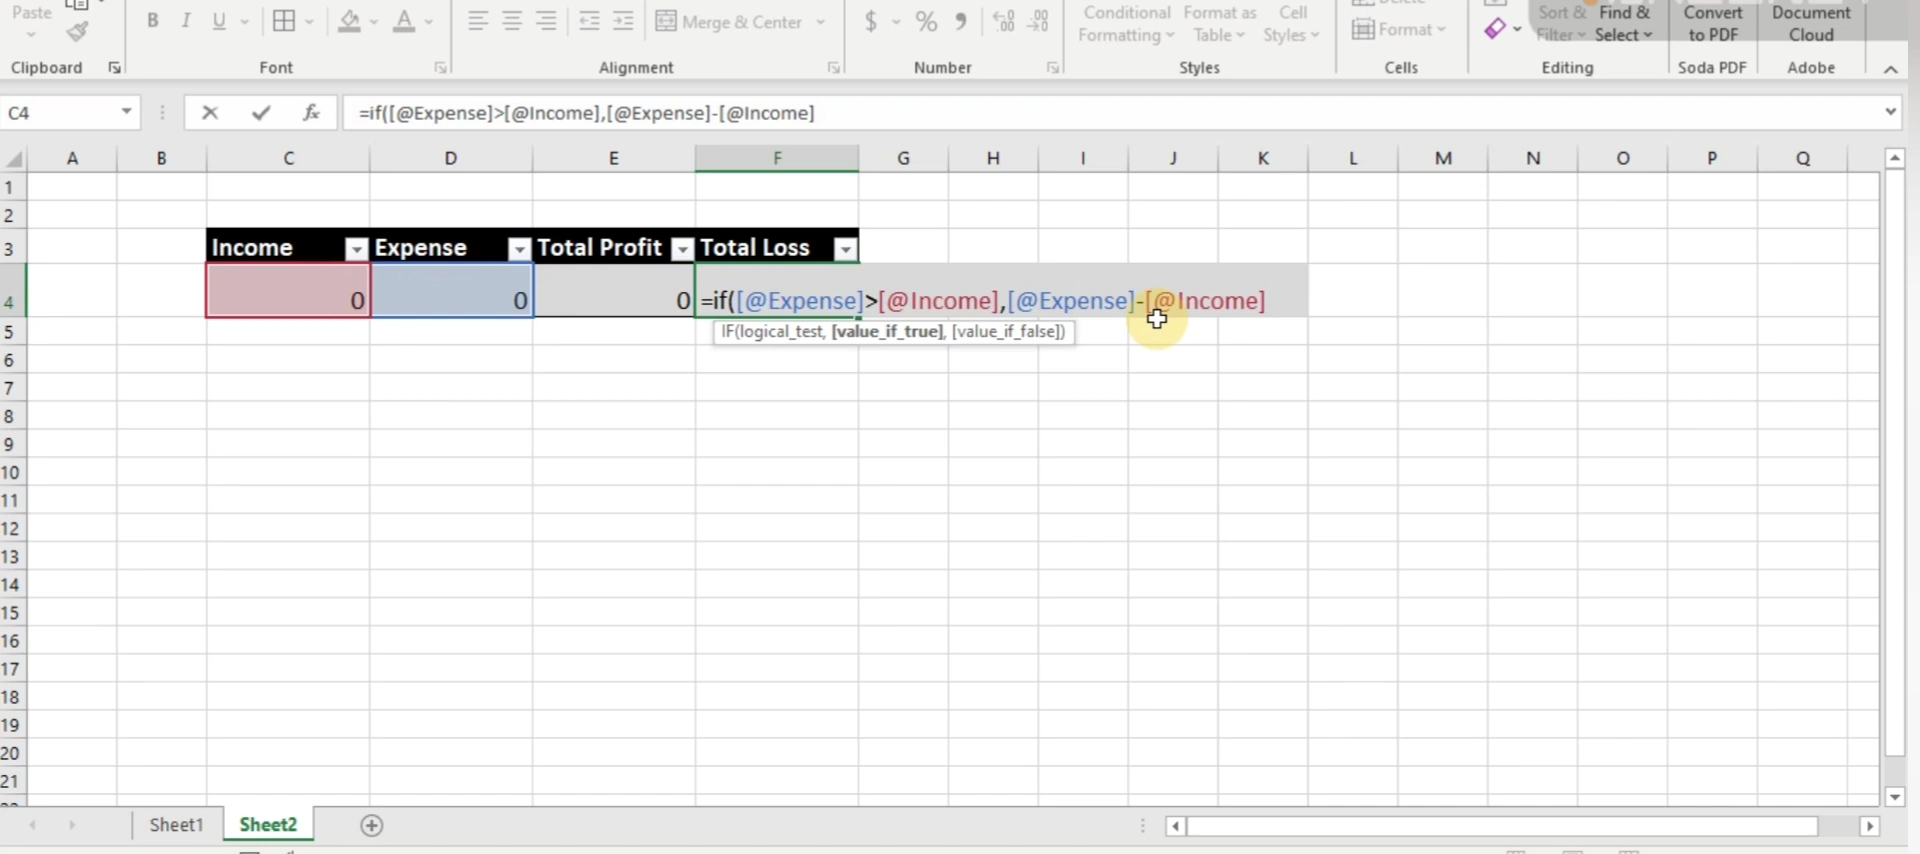 Paste
B I U
A
Merge & Center
$ % ,
Conditional Formatting
Format as Table
Cell Styles
Format
Sort & Filter
Find & Select
Convert to PDF
Document Cloud
Clipboard
Font
Alignment
Number
Styles
Cells
Editing
Soda PDF
Adobe
C4
fx
=if([@Expense]>[@Income],[@Expense]-[@Income]
A B C D E F G H I J K L M N O P Q
1
2
3 Income Expense Total Profit Total Loss
4 0 0 0 =if([@Expense]>[@Income],[@Expense]-[@Income]
IF(logical_test, [value_if_true], [value_if_false])
5
6
7
8
9
10
11
12
13
14
15
16
17
18
19
20
21
Sheet1 Sheet2